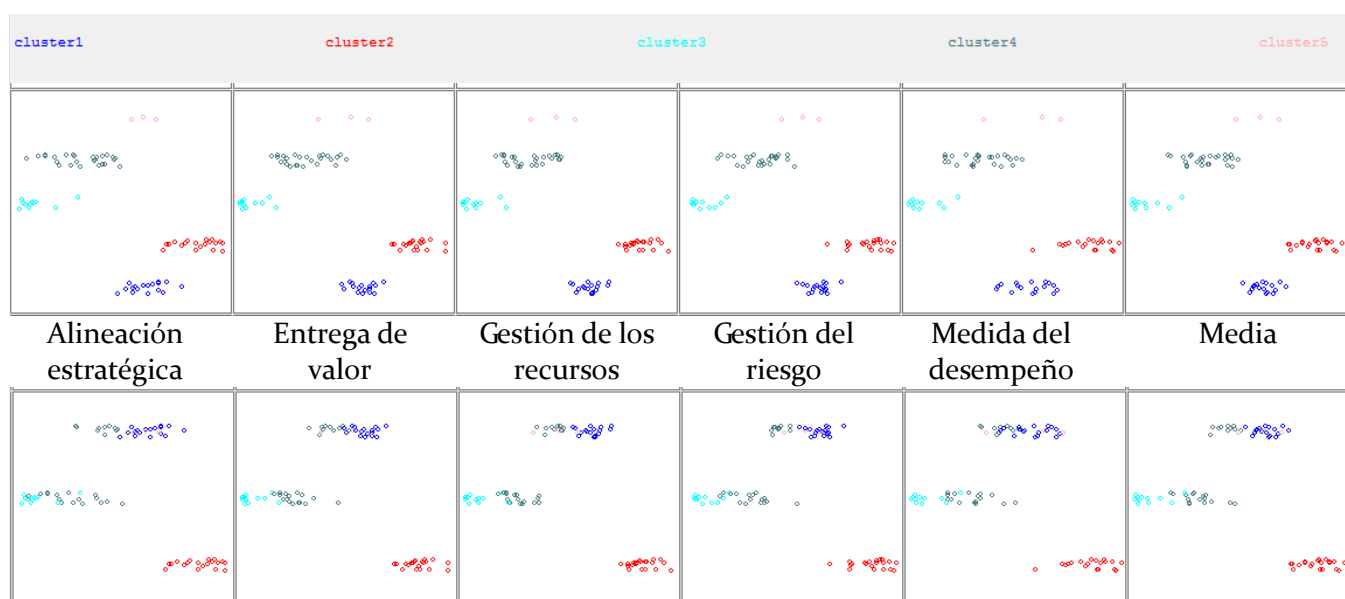 cluster1 cluster2 cluster3 cluster4 cluster5
Alineación Entrega de Gestión de los Gestión del Medida del Media
estratégica valor recursos riesgo desempeño